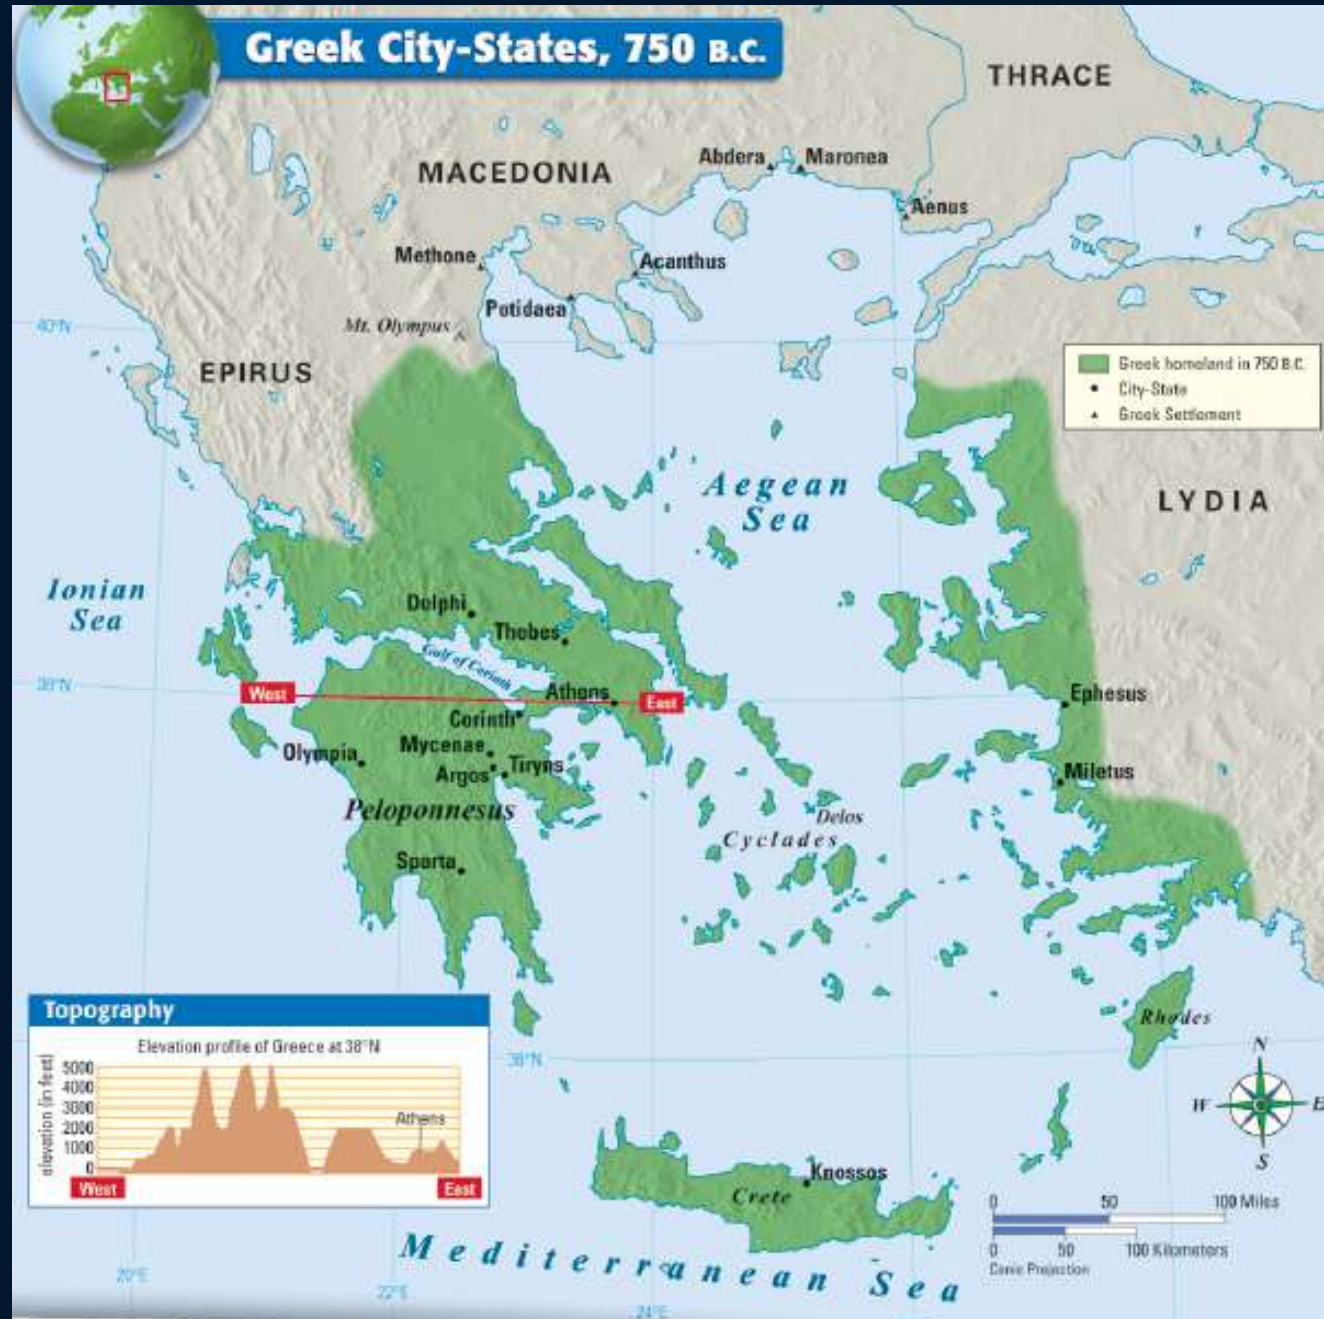 Greek City-States, 750 B.C.
THRACE
MACEDONIA
Abdera
Maronea
Aenus
Methone
Acanthus
Potidaea
Mt. Olympus
40°N
EPIRUS
Greek homeland in 750 B.C.
City-State
Greek Settlement
Aegean
Sea
LYDIA
Ionian
Sea
Delphi
Thebes
Gulf of Corinth
38°N
West
Athens
East
Corinth
Ephesus
Olympia
Mycenae
Argos
Tiryns
Miletus
Peloponnesus
Delos
Cyclades
Sparta
Rhodes
Topography
Elevation profile of Greece at 38°N
elevation (in feet)
5000
4000
3000
2000
1000
0
Athens
West
East
36°N
N
W
E
S
Knossos
Crete
0 50 100 Miles
0 50 100 Kilometers
Conic Projection
Mediterranean Sea
20°E
22°E
24°E